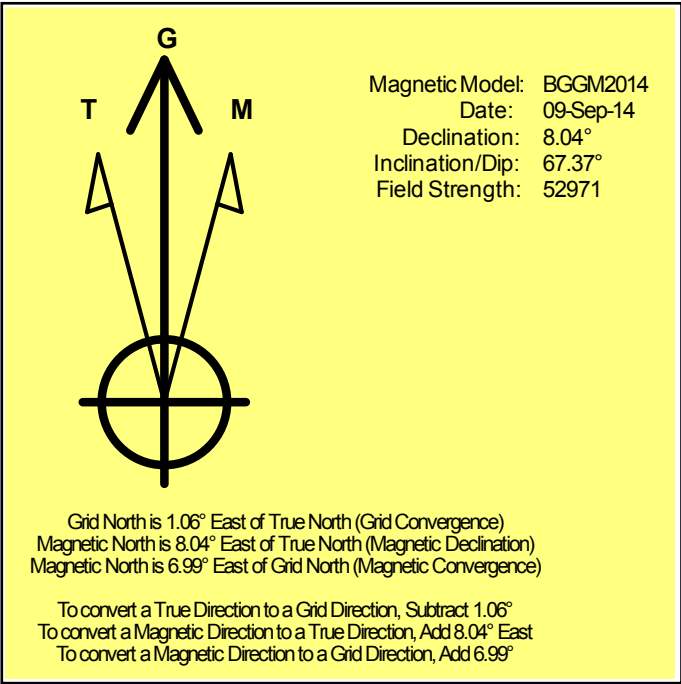 G
T
M
Magnetic Model: BGGM2014
Date: 09-Sep-14
Declination: 8.04°
Inclination/Dip: 67.37°
Field Strength: 52971
Grid North is 1.06° East of True North (Grid Convergence)
Magnetic North is 8.04° East of True North (Magnetic Declination)
Magnetic North is 6.99° East of Grid North (Magnetic Convergence)
To convert a True Direction to a Grid Direction, Subtract 1.06°
To convert a Magnetic Direction to a True Direction, Add 8.04° East
To convert a Magnetic Direction to a Grid Direction, Add 6.99°